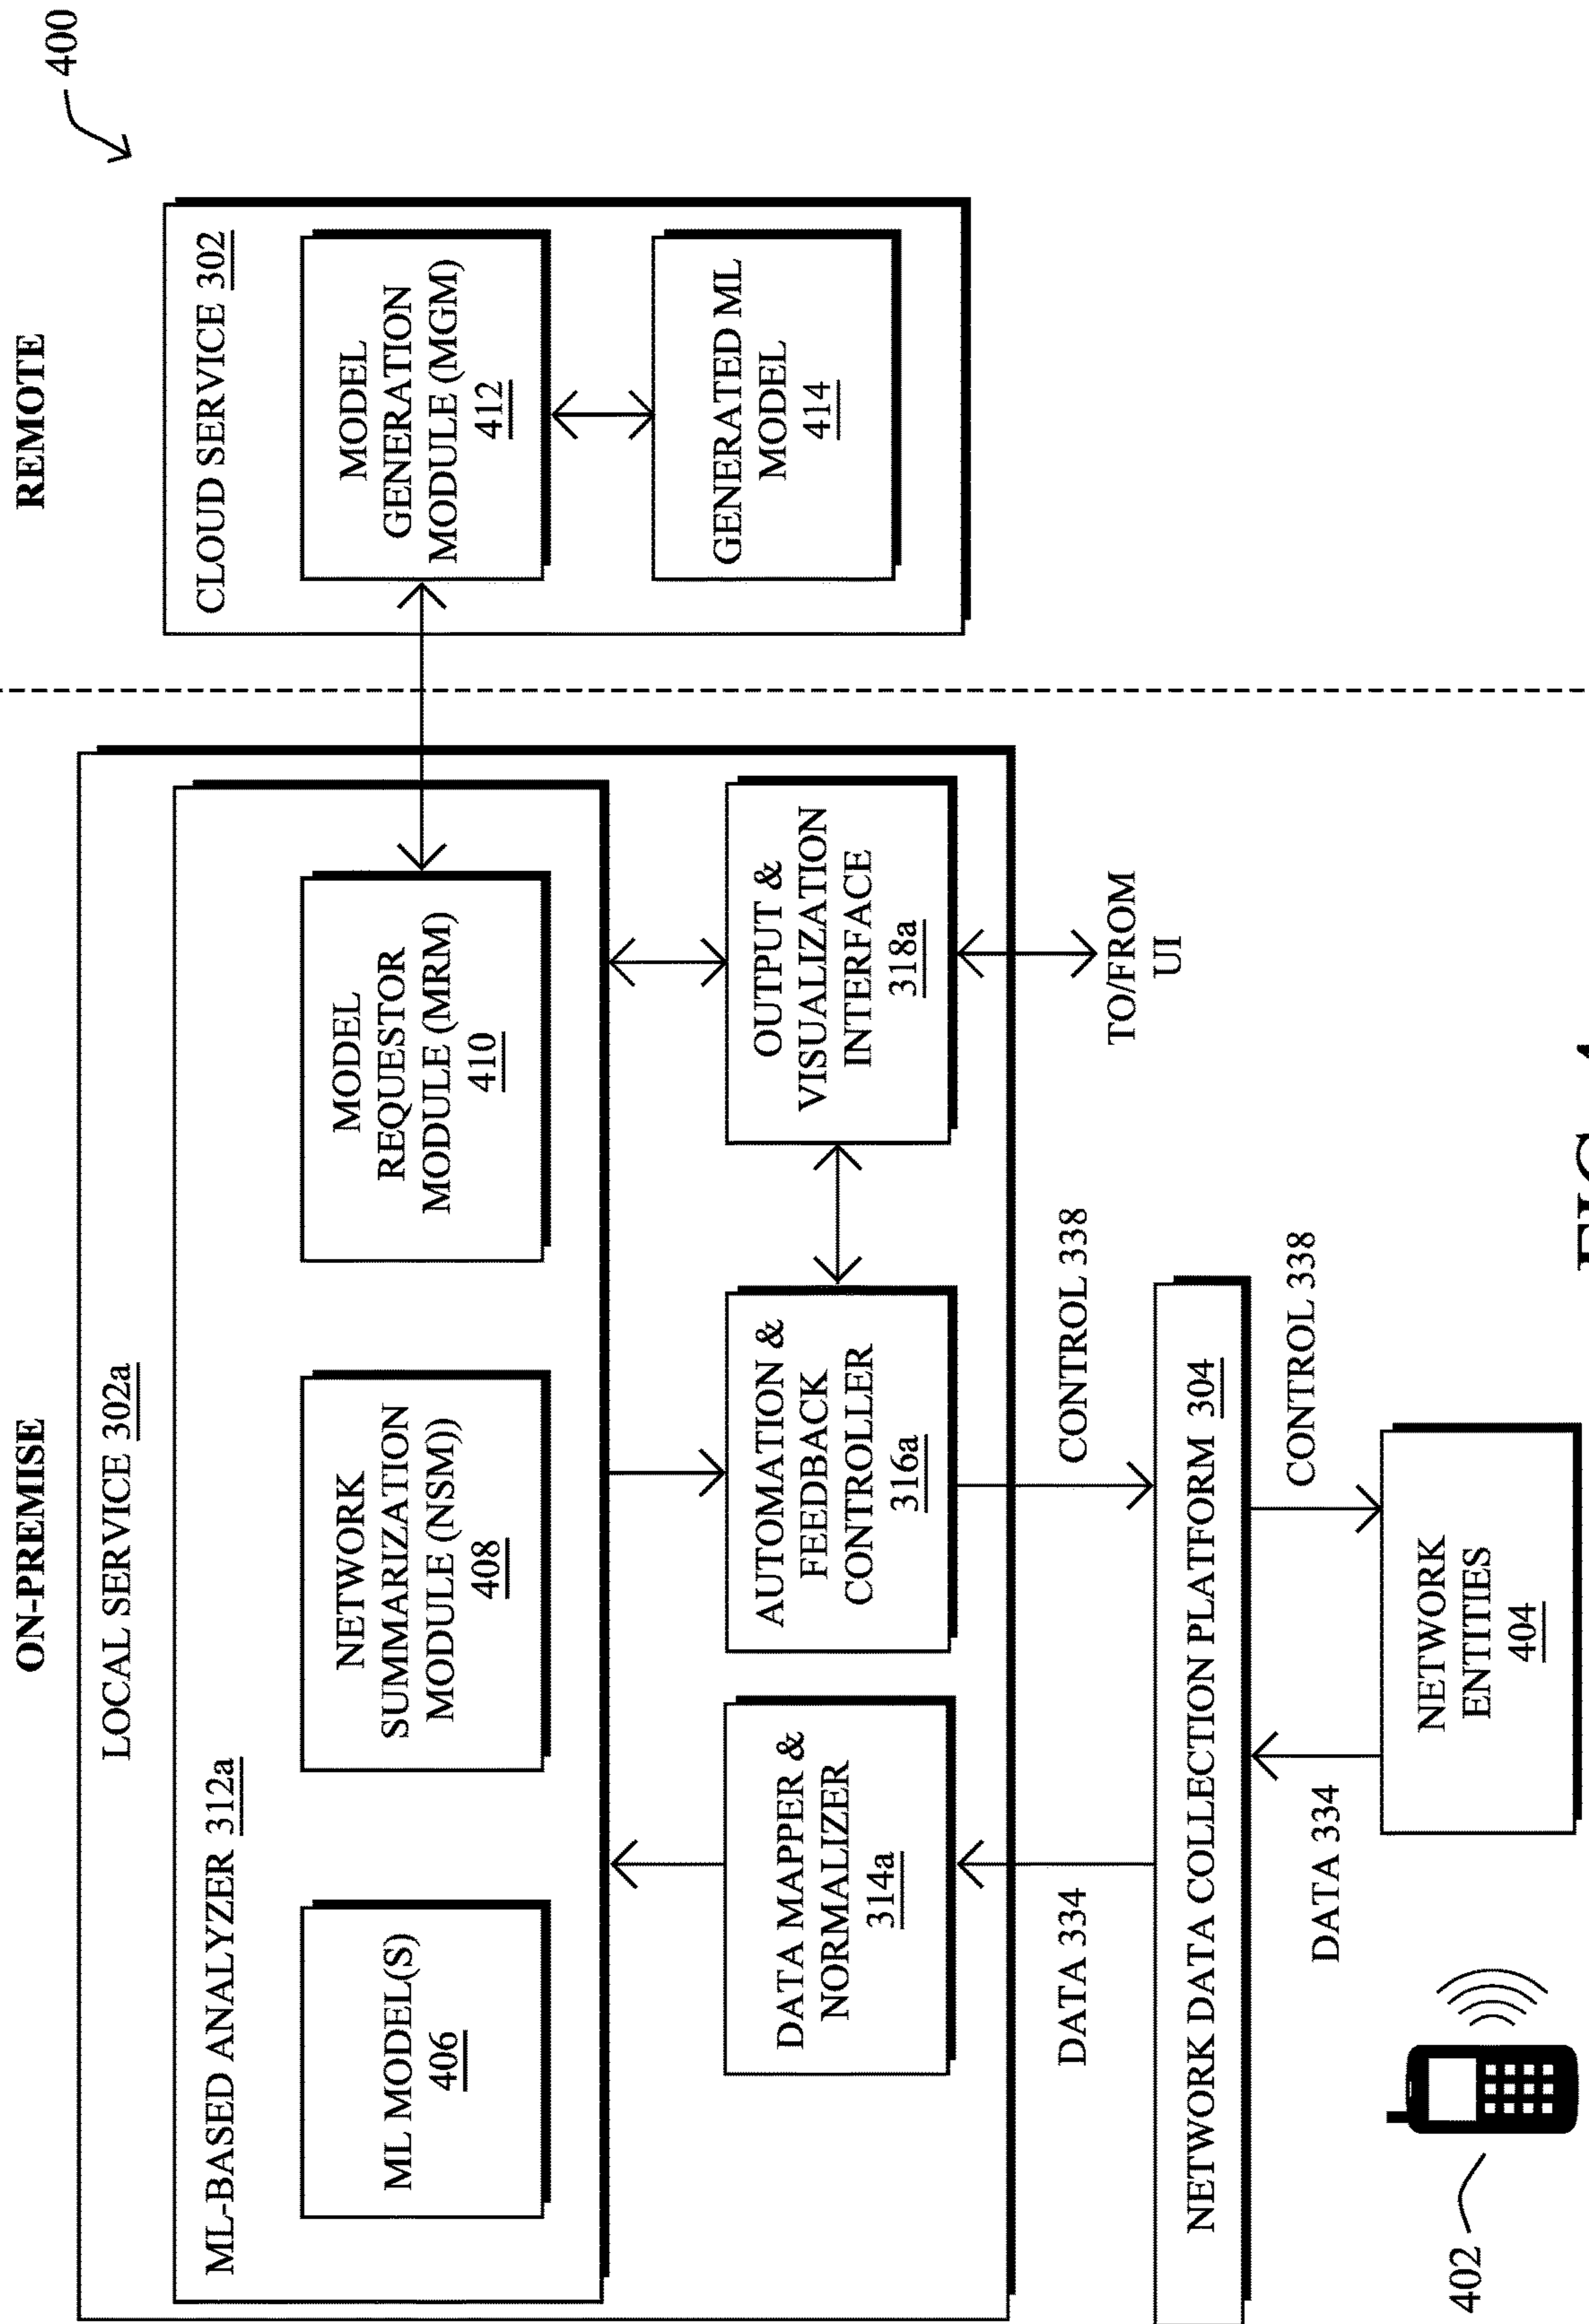 400
ON-PREMISE
REMOTE
LOCAL SERVICE 302a
CLOUD SERVICE 302
ML-BASED ANALYZER 312a
ML MODEL(S)
406
NETWORK
SUMMARIZATION
MODULE (NSM))
408
MODEL
REQUESTOR
MODULE (MRM)
410
MODEL
GENERATION
MODULE (MGM)
412
GENERATED ML
MODEL
414
DATA MAPPER &
NORMALIZER
314a
AUTOMATION &
FEEDBACK
CONTROLLER
316a
OUTPUT &
VISUALIZATION
INTERFACE
318a
DATA 334
CONTROL 338
TO/FROM
UI
NETWORK DATA COLLECTION PLATFORM 304
DATA 334
CONTROL 338
402
NETWORK
ENTITIES
404